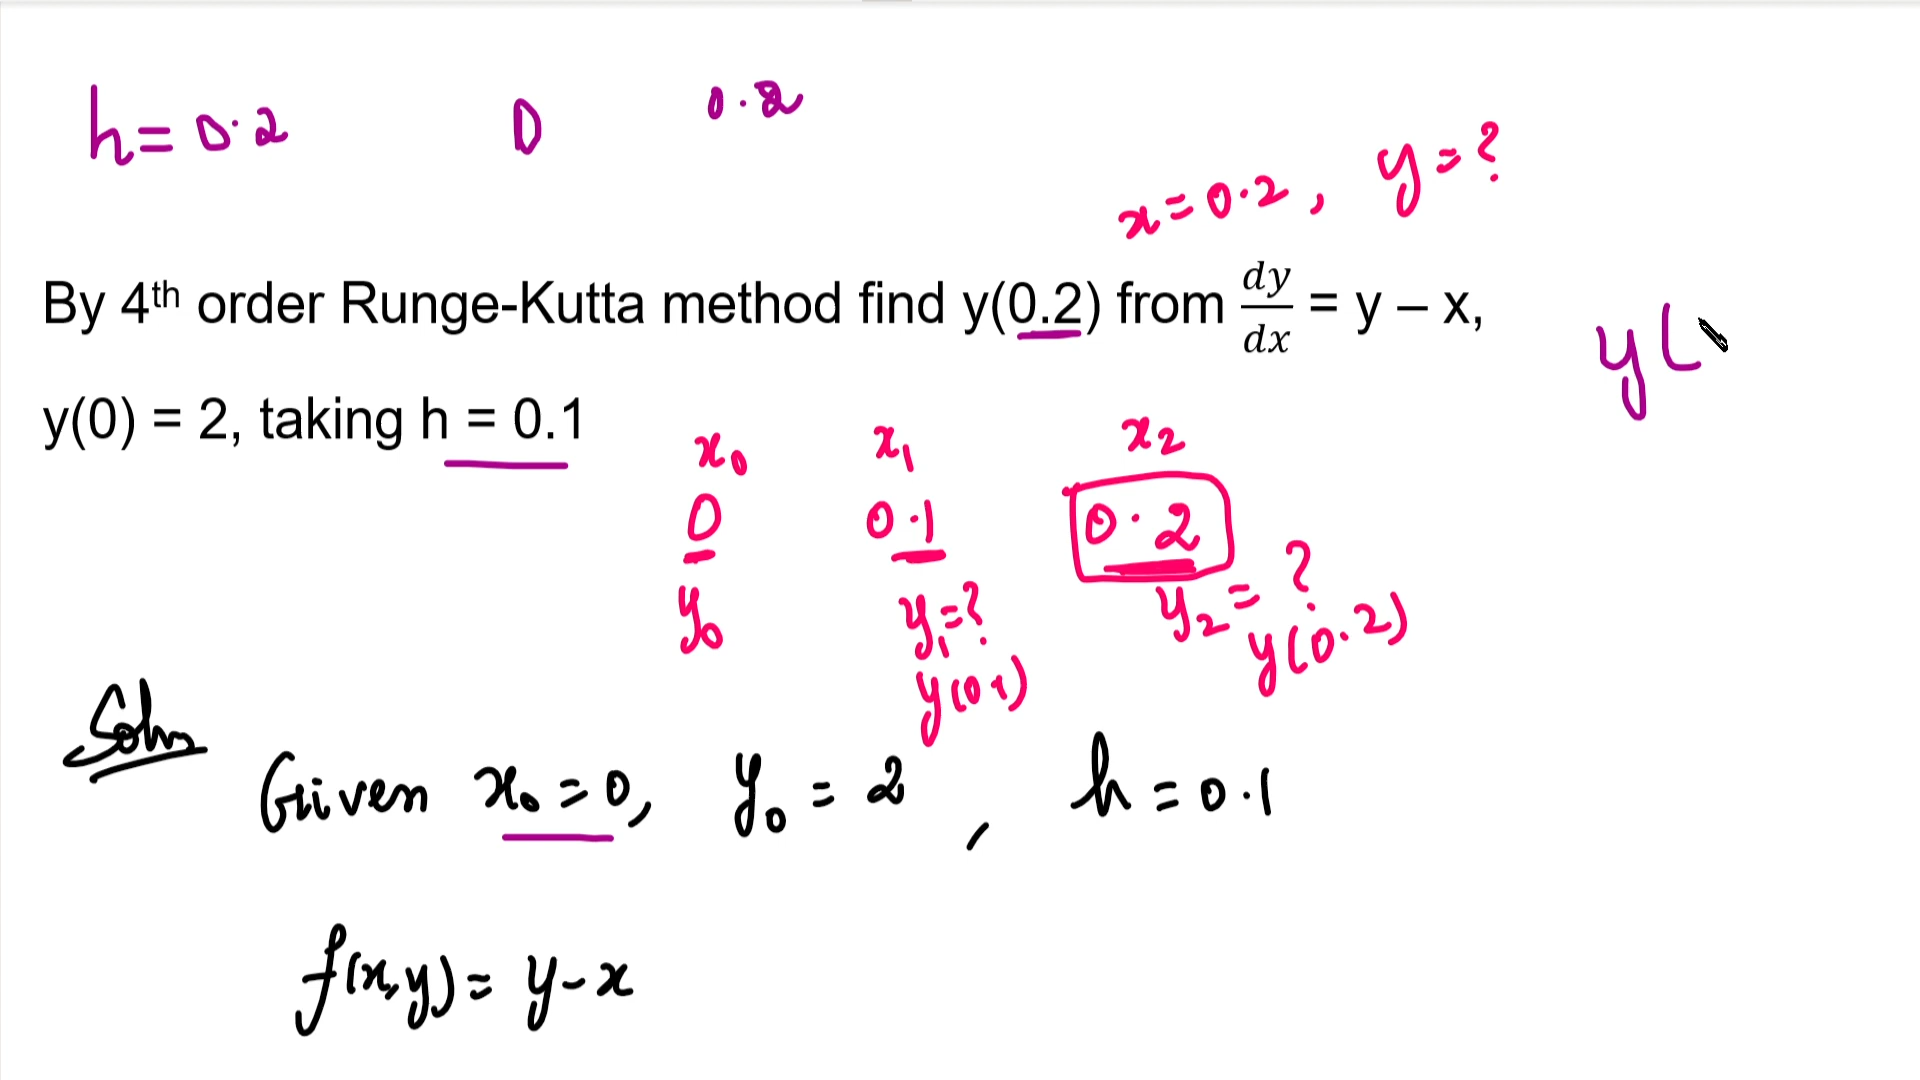 h=0.2 0 0.2
x=0.2, y=?
By 4th order Runge-Kutta method find y(0.2) from dy/dx = y – x,
y(
y(0) = 2, taking h = 0.1
x₀ x₁ x₂
0 0.1 0.2
y₀ y₁=? y₂=?
y(0.1) y(0.2)
Soln
Given x₀=0, y₀=2, h=0.1
f(x,y)= y-x